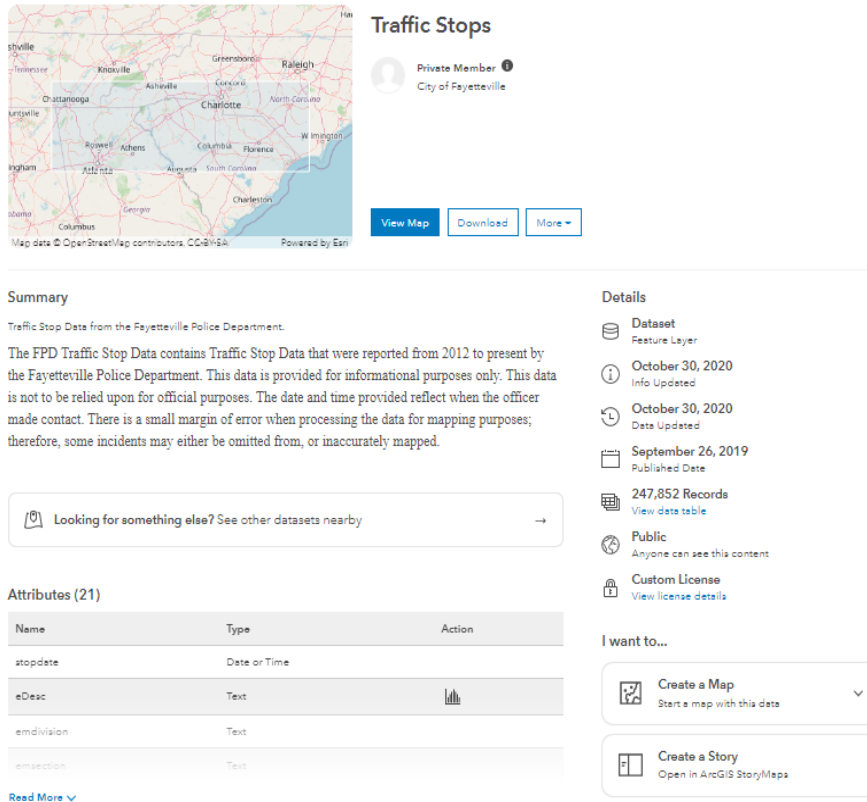 Hai
shville
Tennessee
Knoxville
Greensboro
Raleigh
Asheville
Concord
Chattanooga
Charlotte
North Carolina
untsville
Wilmington
Roswell
Athens
Columbia
Florence
ingham
Atlanta
Augusta
South Carolina
Charleston
abama
Georgia
Columbus
Map data © OpenStreetMap contributors, CC-BY-SA
Powered by Esri
Traffic Stops
Private Member
City of Fayetteville
View Map
Download
More
Summary
Traffic Stop Data from the Fayetteville Police Department.
The FPD Traffic Stop Data contains Traffic Stop Data that were reported from 2012 to present by
the Fayetteville Police Department. This data is provided for informational purposes only. This data
is not to be relied upon for official purposes. The date and time provided reflect when the officer
made contact. There is a small margin of error when processing the data for mapping purposes;
therefore, some incidents may either be omitted from, or inaccurately mapped.
Looking for something else? See other datasets nearby →
Attributes (21)
Name Type Action
stopdate Date or Time
eDesc Text
emdivision Text
emsection Text
Read More
Details
Dataset
Feature Layer
October 30, 2020
Info Updated
October 30, 2020
Data Updated
September 26, 2019
Published Date
247,852 Records
View data table
Public
Anyone can see this content
Custom License
View license details
I want to...
Create a Map
Start a map with this data
Create a Story
Open in ArcGIS StoryMaps